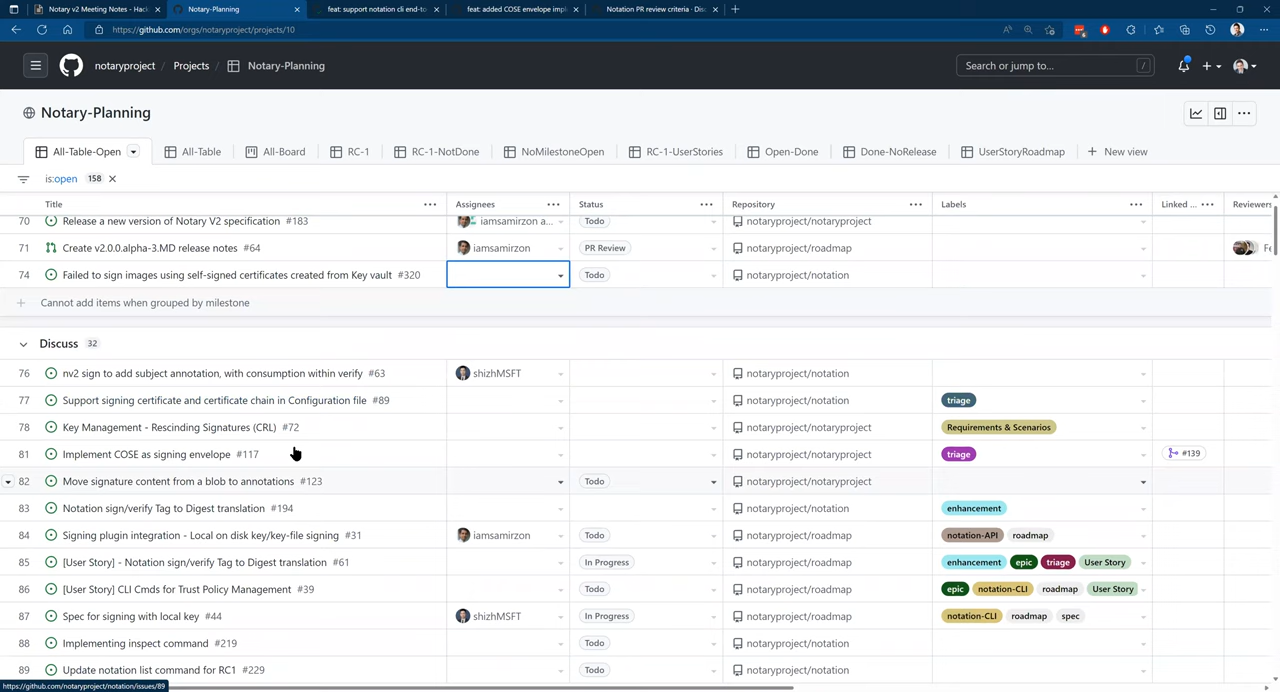 Notary v2 Meeting Notes - Hack
Notary-Planning
feat: support notation cli end-to-
feat: added COSE envelope impl
Notation PR review criteria · Disc
https://github.com/orgs/notaryproject/projects/10
notaryproject / Projects / Notary-Planning
Search or jump to... /
Notary-Planning
All-Table-Open All-Table All-Board RC-1 RC-1-NotDone NoMilestoneOpen RC-1-UserStories Open-Done Done-NoRelease UserStoryRoadmap + New view
is:open 158
Title Assignees Status Repository Labels Linked ... Reviewers
70 Release a new version of Notary V2 specification #183 iamsamirzon a... Todo notaryproject/notaryproject
71 Create v2.0.0.alpha-3.MD release notes #64 iamsamirzon PR Review notaryproject/roadmap Fe
74 Failed to sign images using self-signed certificates created from Key vault #320 Todo notaryproject/notation
+ Cannot add items when grouped by milestone
Discuss 32
76 nv2 sign to add subject annotation, with consumption within verify #63 shizhMSFT notaryproject/notation
77 Support signing certificate and certificate chain in Configuration file #89 notaryproject/notation triage
78 Key Management - Rescinding Signatures (CRL) #72 notaryproject/notaryproject Requirements & Scenarios
81 Implement COSE as signing envelope #117 notaryproject/notaryproject triage #139
82 Move signature content from a blob to annotations #123 Todo notaryproject/notaryproject
83 Notation sign/verify Tag to Digest translation #194 notaryproject/notation enhancement
84 Signing plugin integration - Local on disk key/key-file signing #31 iamsamirzon Todo notaryproject/roadmap notation-API roadmap
85 [User Story] - Notation sign/verify Tag to Digest translation #61 In Progress notaryproject/roadmap enhancement epic triage User Story
86 [User Story] CLI Cmds for Trust Policy Management #39 Todo notaryproject/roadmap epic notation-CLI roadmap User Story
87 Spec for signing with local key #44 shizhMSFT In Progress notaryproject/roadmap notation-CLI roadmap spec
88 Implementing inspect command #219 Todo notaryproject/notation
89 Update notation list command for RC1 #229 Todo notaryproject/notation
https://github.com/notaryproject/notation/issues/89